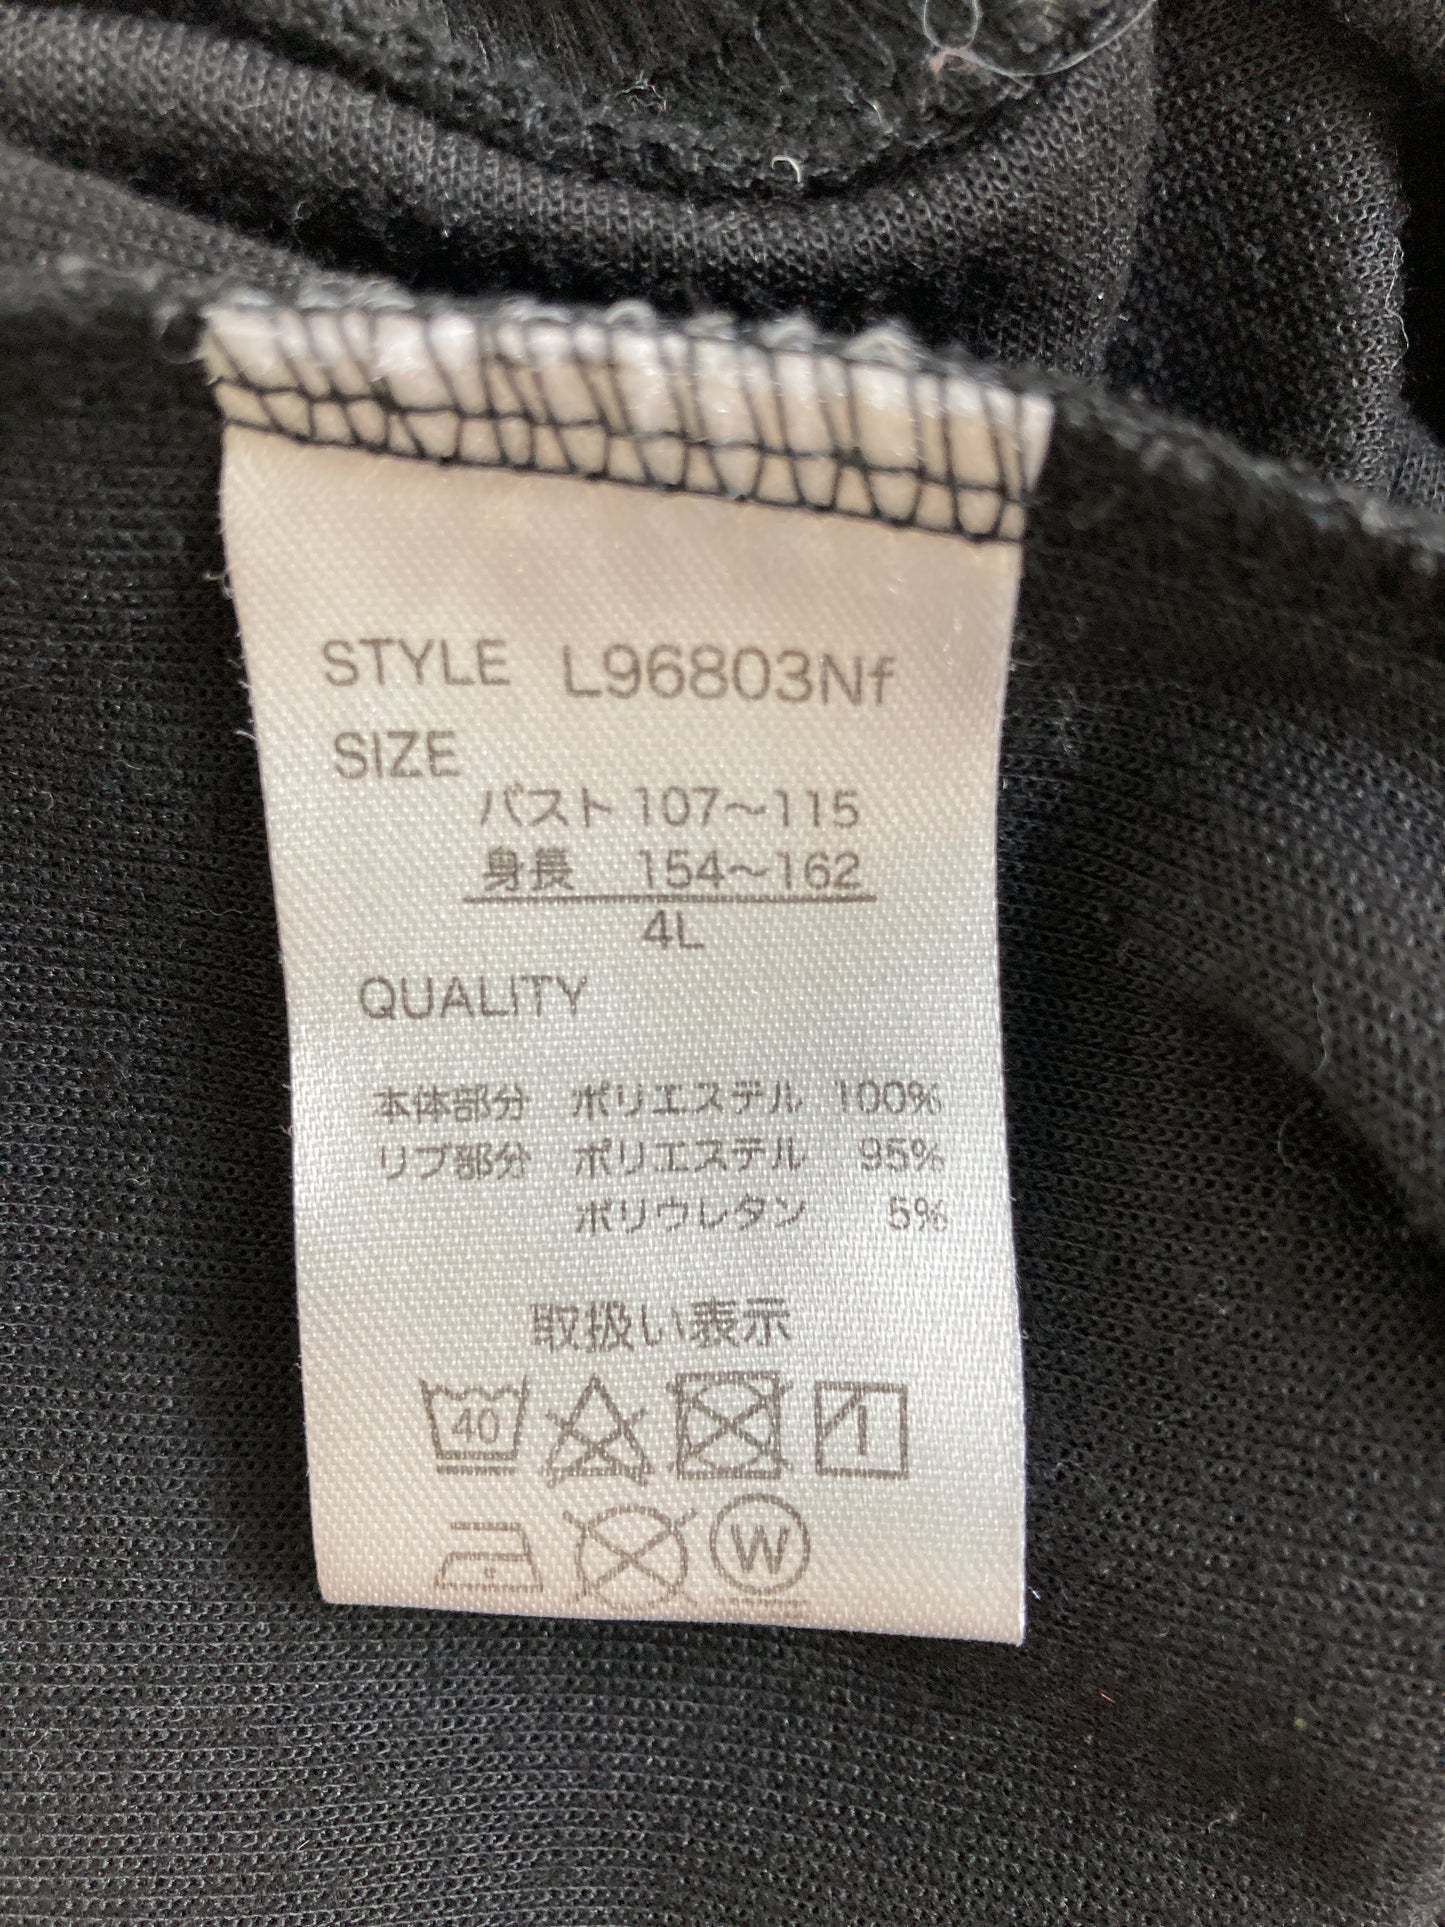 STYLE L96803Nf
SIZE
バスト 107〜115
身長 154〜162
4L
QUALITY
本体部分 ポリエステル 100%
リブ部分 ポリエステル 95%
ポリウレタン 5%
取扱い表示
40
W